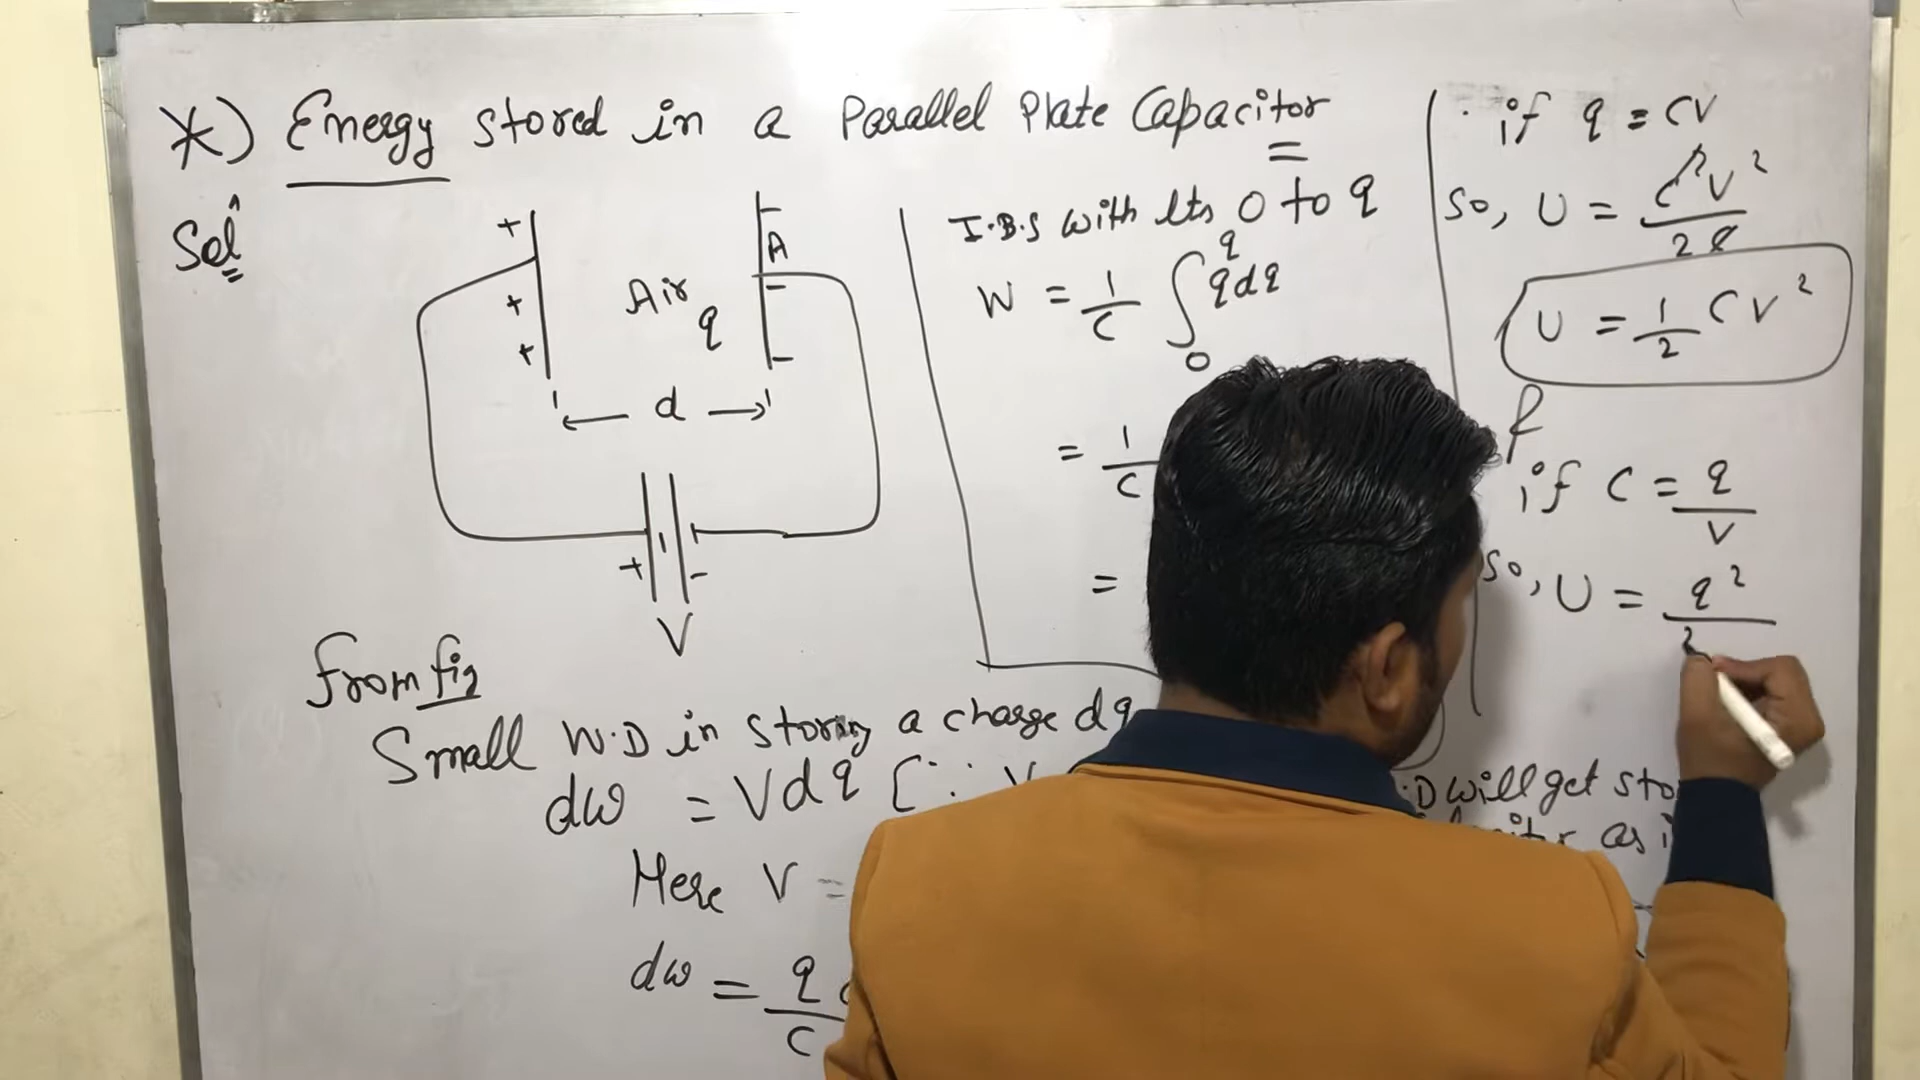 *) Energy stored in a Parallel Plate Capacitor
Sol^n
+ + +
Air
q
A
- - -
← d →
+ -
V
From fig
Small W.D in storing a charge dq
dw = Vdq [∵ V
Here V =
dw = q
C
I.B.S with lts 0 to q
W = 1/C ∫₀^q q dq
= 1/C
=
D will get sto
as i
if q = CV
So, U = C²V²/2C
U = 1/2 CV²
if C = q/V
So, U = q²/2